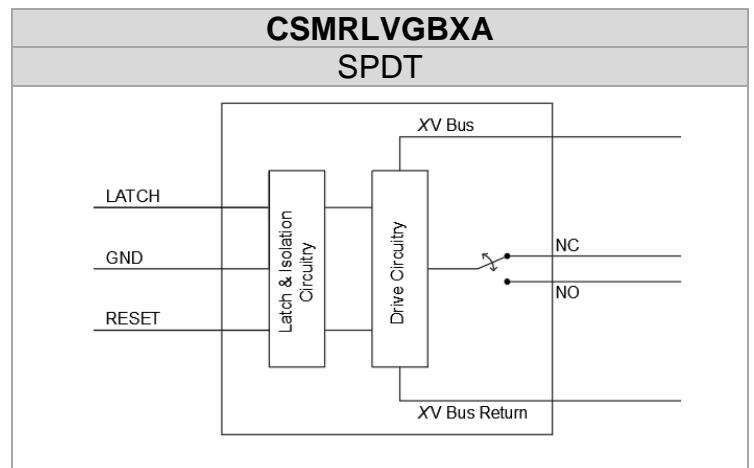 CSMRLVGBXA
SPDT
XV Bus
LATCH
GND
RESET
Latch & Isolation
Circuitry
Drive Circuitry
NC
NO
XV Bus Return